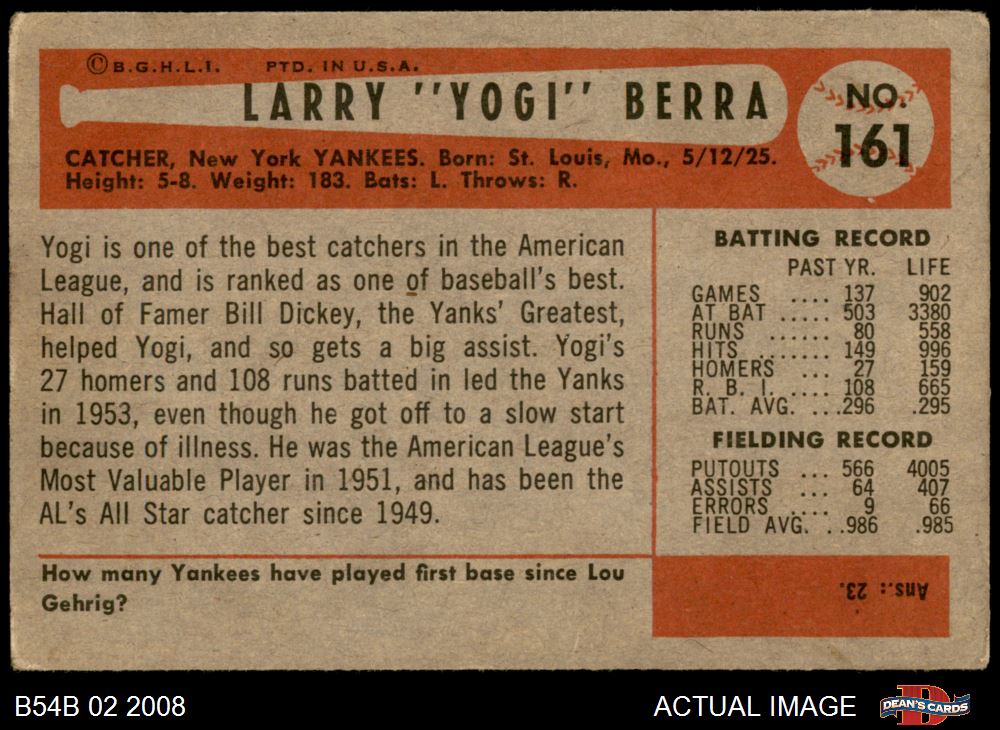 ©B.G.H.L.I. PTD. IN U.S.A.
LARRY "YOGI" BERRA
NO.
161
CATCHER, New York YANKEES. Born: St. Louis, Mo., 5/12/25.
Height: 5-8. Weight: 183. Bats: L. Throws: R.
Yogi is one of the best catchers in the American
League, and is ranked as one of baseball's best.
Hall of Famer Bill Dickey, the Yanks' Greatest,
helped Yogi, and so gets a big assist. Yogi's
27 homers and 108 runs batted in led the Yanks
in 1953, even though he got off to a slow start
because of illness. He was the American League's
Most Valuable Player in 1951, and has been the
AL's All Star catcher since 1949.
BATTING RECORD
PAST YR. LIFE
GAMES .... 137 902
AT BAT ..... 503 3380
RUNS ...... 80 558
HITS ....... 149 996
HOMERS ... 27 159
R. B. I. .... 108 665
BAT. AVG. ... .296 .295
FIELDING RECORD
PUTOUTS ... 566 4005
ASSISTS ... 64 407
ERRORS .... 9 66
FIELD AVG. .. .986 .985
How many Yankees have played first base since Lou
Gehrig?
Ans.: 23.
B54B 02 2008
ACTUAL IMAGE
D
DEAN'S CARDS